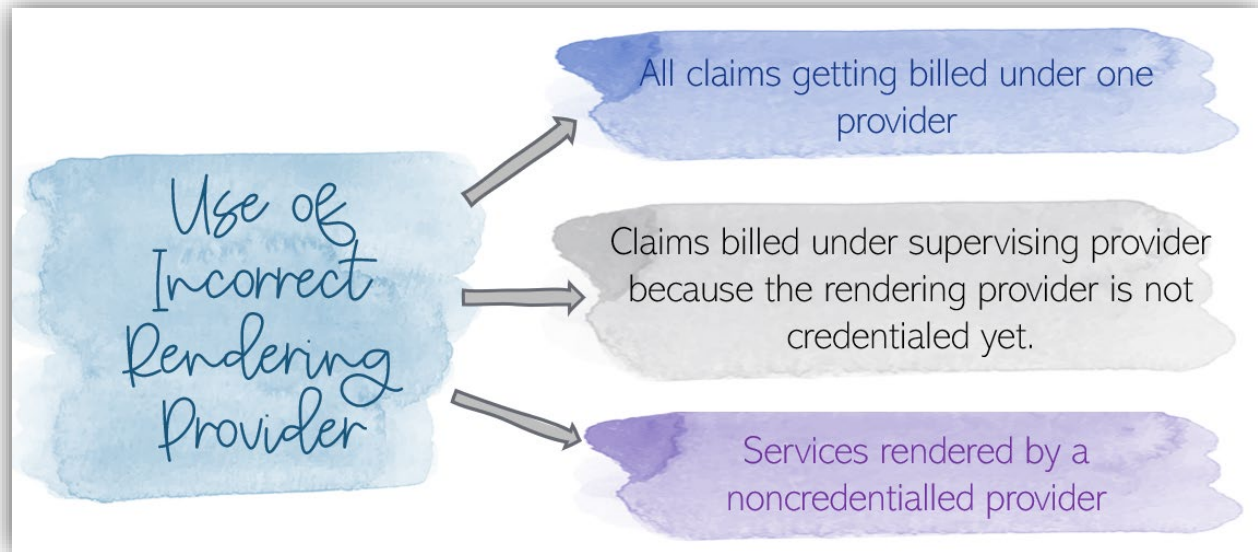 Use of
Incorrect
Rendering
Provider
All claims getting billed under one
provider
Claims billed under supervising provider
because the rendering provider is not
credentialed yet.
Services rendered by a
noncredentialled provider